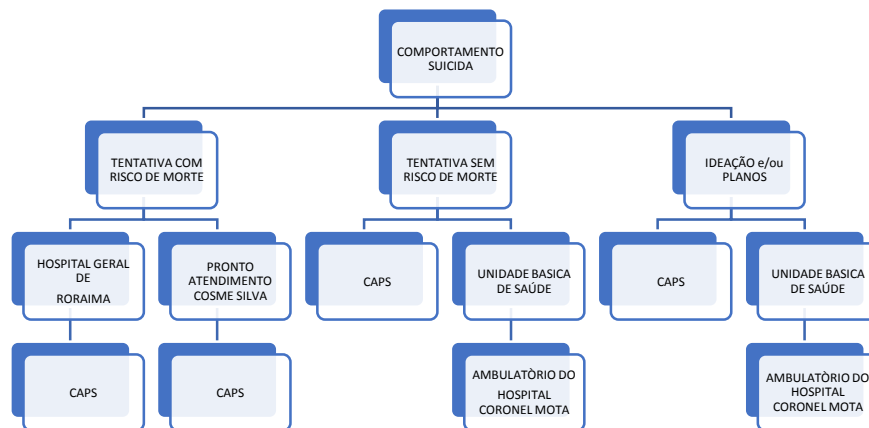 COMPORTAMENTO
SUICIDA
TENTATIVA COM
RISCO DE MORTE
TENTATIVA SEM
RISCO DE MORTE
IDEAÇÃO e/ou
PLANOS
HOSPITAL GERAL
DE
RORAIMA
PRONTO
ATENDIMENTO
COSME SILVA
CAPS
UNIDADE BASICA
DE SAÚDE
CAPS
UNIDADE BASICA
DE SAÚDE
CAPS
CAPS
AMBULATÒRIO DO
HOSPITAL
CORONEL MOTA
AMBULATÒRIO DO
HOSPITAL
CORONEL MOTA